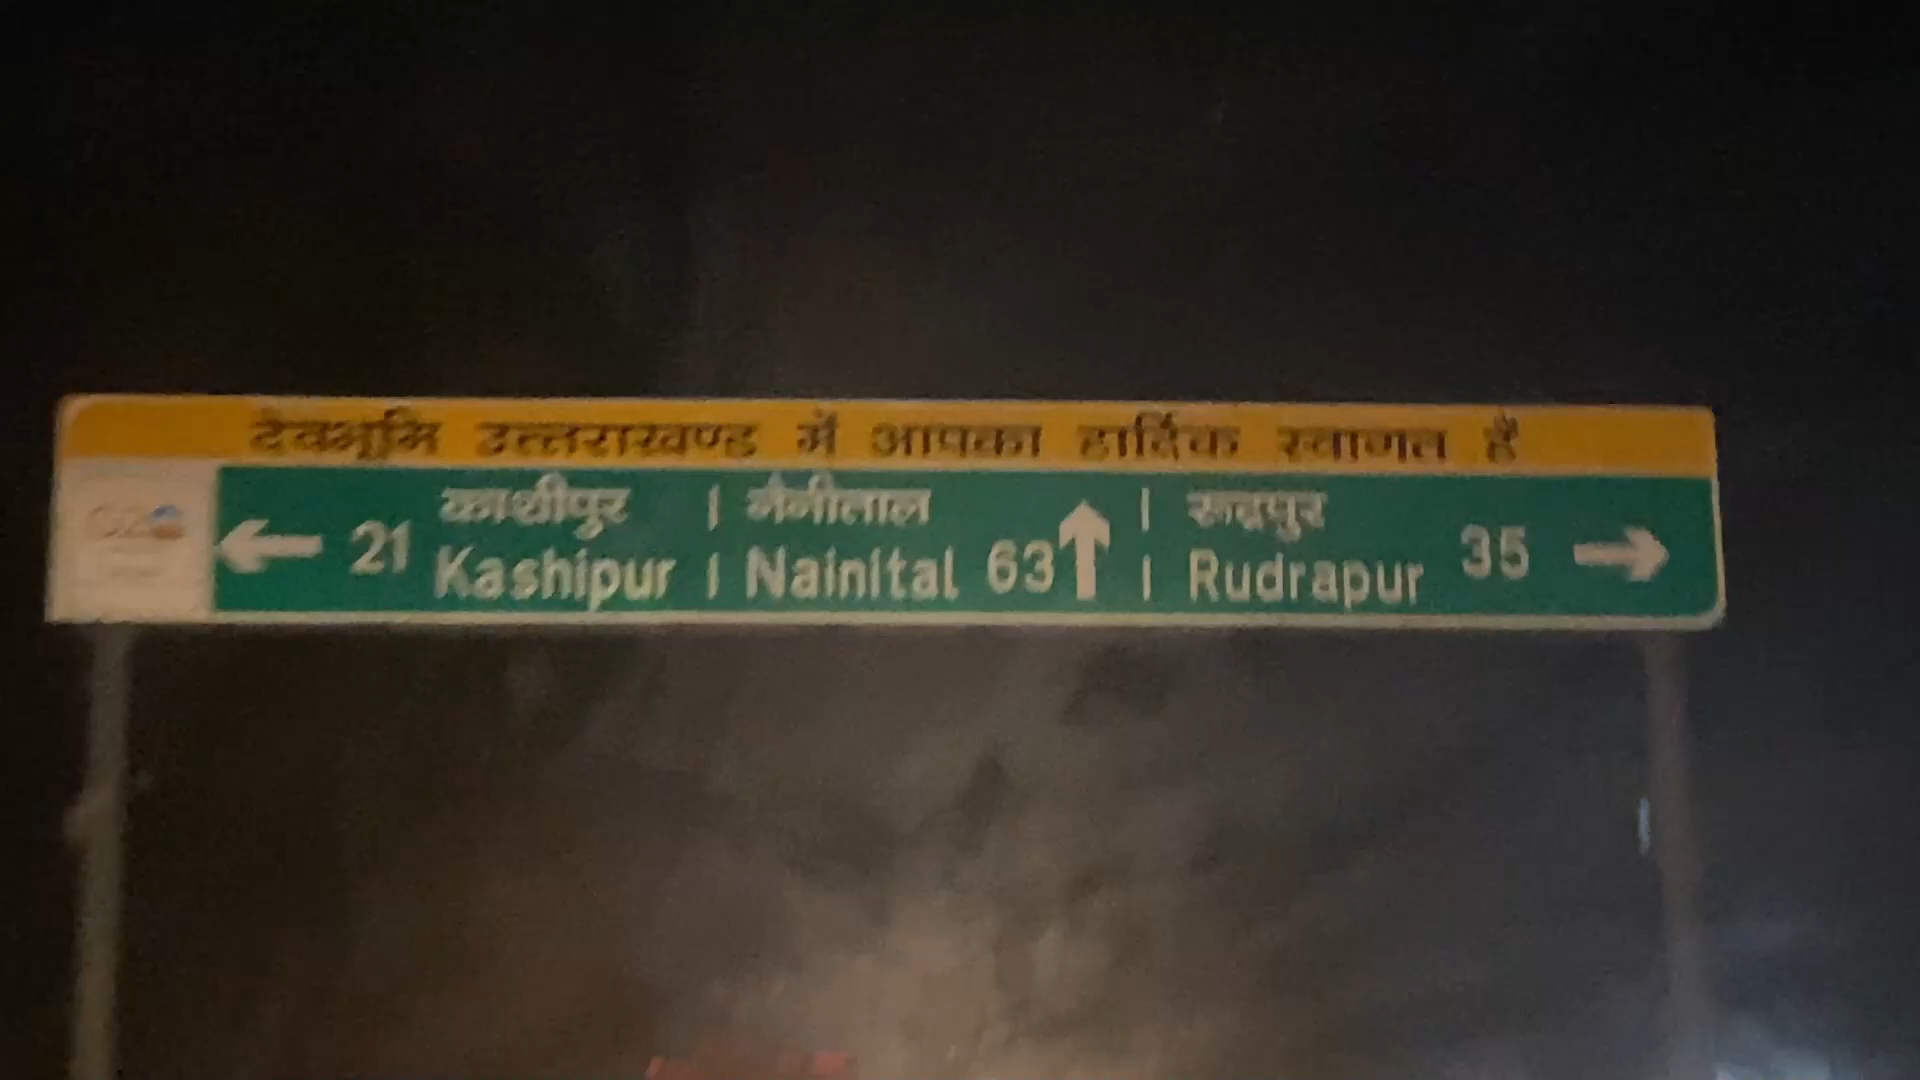 देवभूमि उत्तराखण्ड में आपका हार्दिक स्वागत है
← 21 काशीपुर | नैनीताल 63 ↑ | रूद्रपुर 35 →
Kashipur | Nainital | Rudrapur